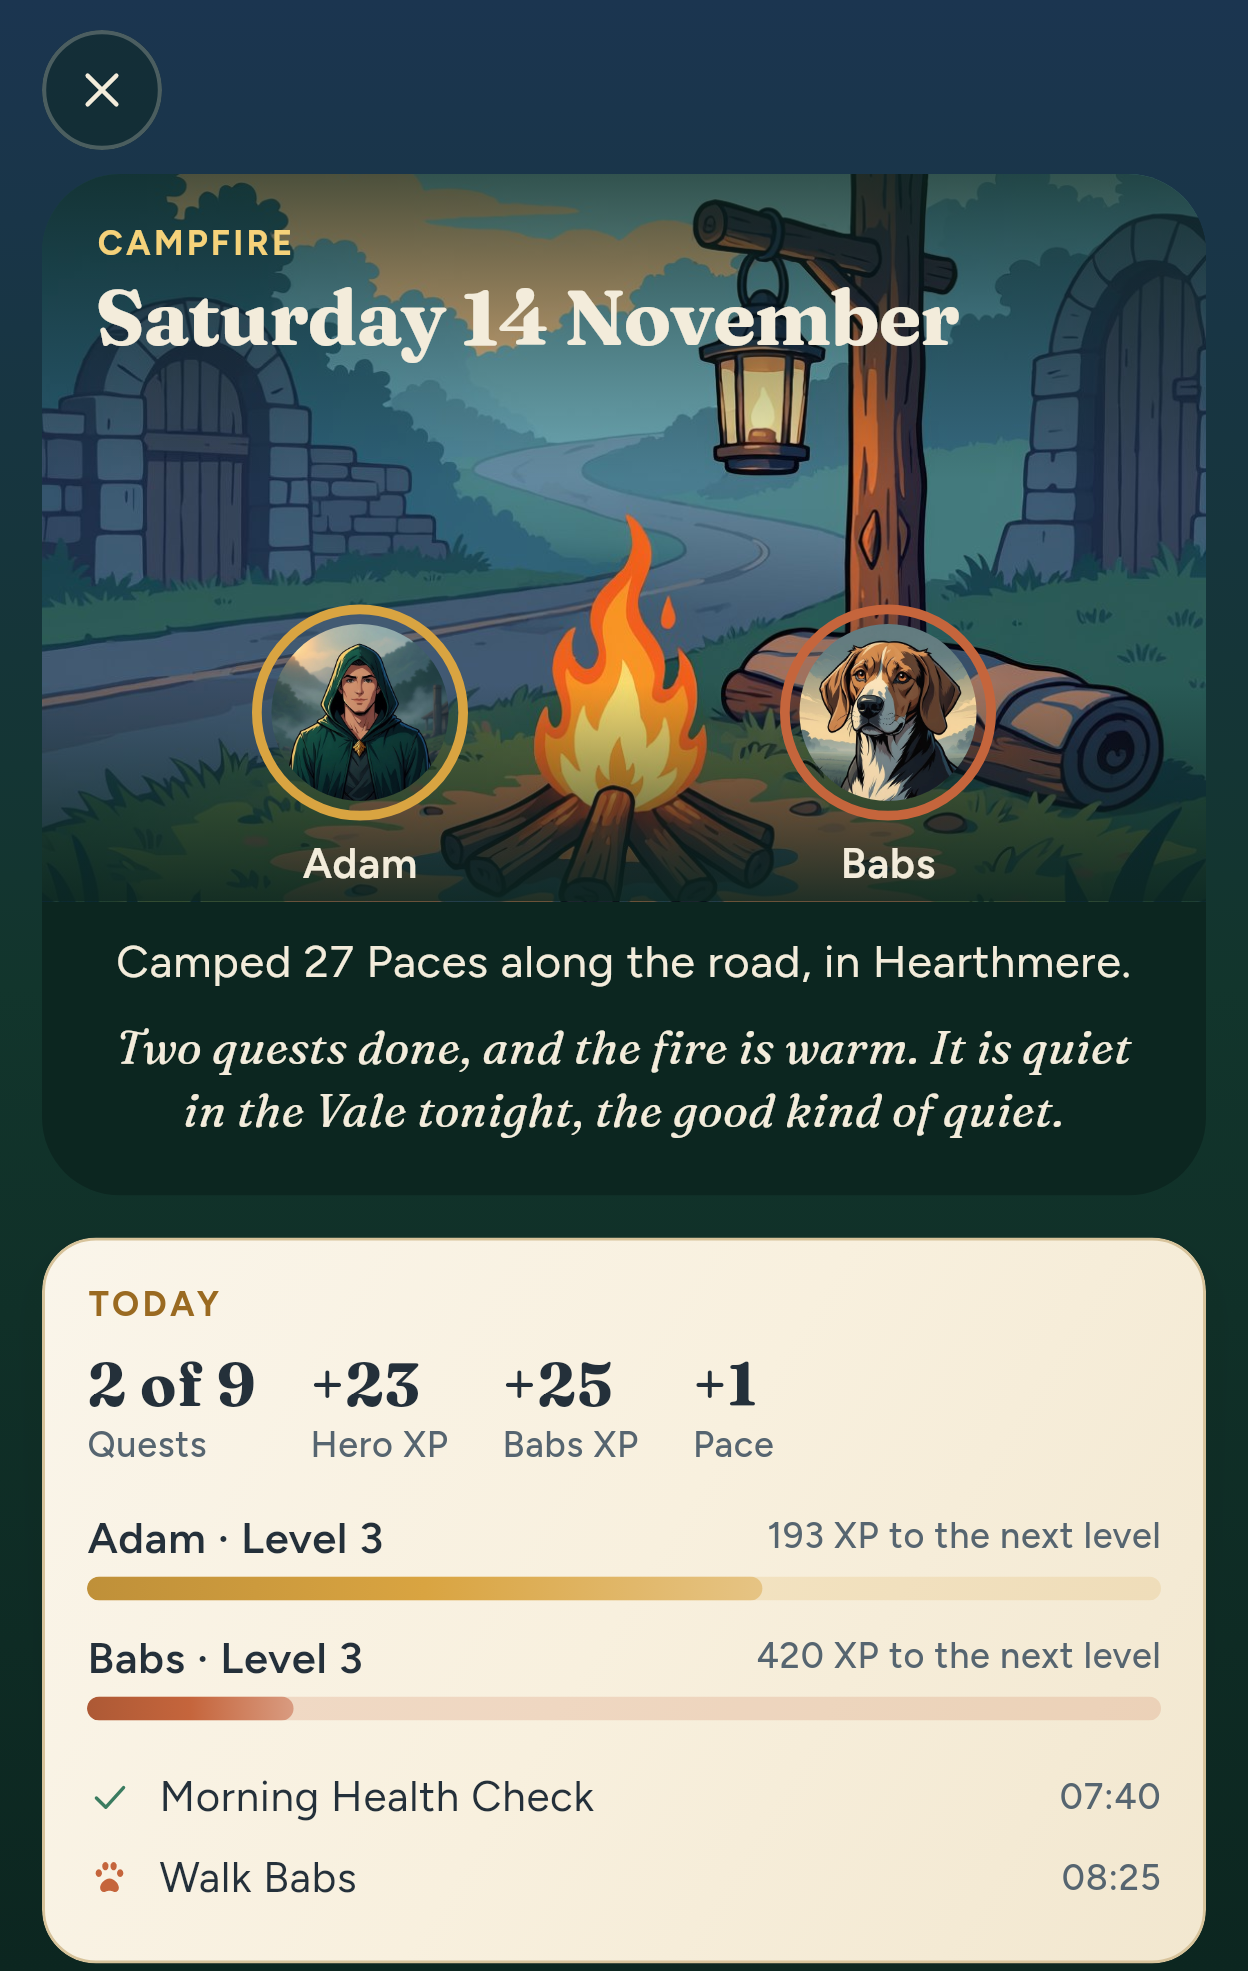 CAMPFIRE
Saturday 14 November
Adam
Babs
Camped 27 Paces along the road, in Hearthmere.
Two quests done, and the fire is warm. It is quiet
in the Vale tonight, the good kind of quiet.
TODAY
2 of 9 +23 +25 +1
Quests Hero XP Babs XP Pace
Adam · Level 3 193 XP to the next level
Babs · Level 3 420 XP to the next level
Morning Health Check 07:40
Walk Babs 08:25